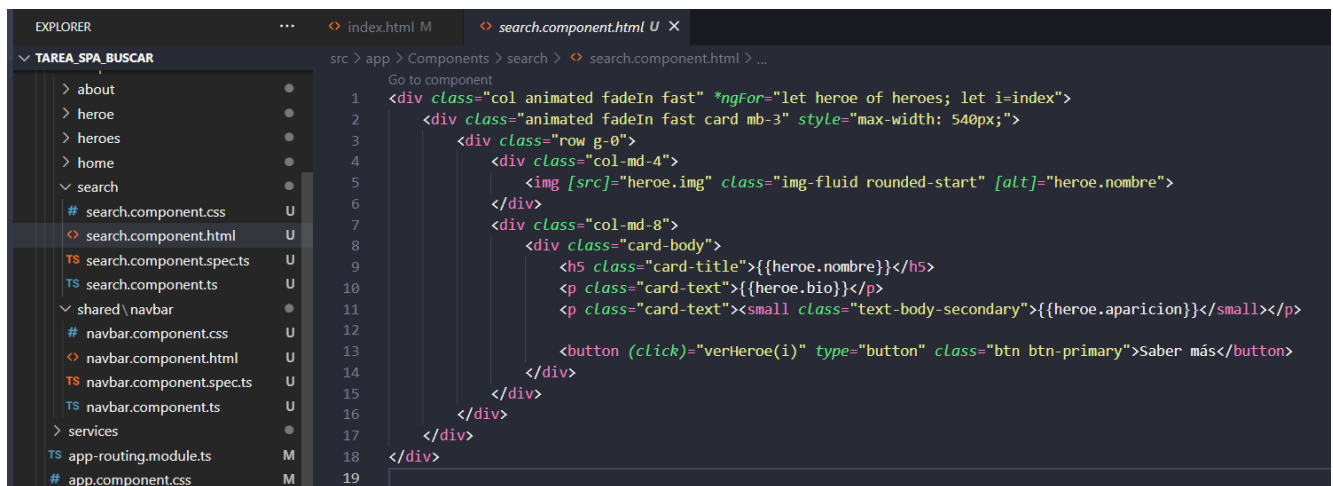 EXPLORER ...
TAREA_SPA_BUSCAR
> about
> heroe
> heroes
> home
search
# search.component.css U
<> search.component.html U
TS search.component.spec.ts U
TS search.component.ts U
shared\navbar
# navbar.component.css U
<> navbar.component.html U
TS navbar.component.spec.ts U
TS navbar.component.ts U
> services
TS app-routing.module.ts M
# app.component.css M
<> index.html M <> search.component.html U ×
src > app > Components > search > <> search.component.html > ...
Go to component
1 <div class="col animated fadeIn fast" *ngFor="let heroe of heroes; let i=index">
2 <div class="animated fadeIn fast card mb-3" style="max-width: 540px;">
3 <div class="row g-0">
4 <div class="col-md-4">
5 <img [src]="heroe.img" class="img-fluid rounded-start" [alt]="heroe.nombre">
6 </div>
7 <div class="col-md-8">
8 <div class="card-body">
9 <h5 class="card-title">{{heroe.nombre}}</h5>
10 <p class="card-text">{{heroe.bio}}</p>
11 <p class="card-text"><small class="text-body-secondary">{{heroe.aparicion}}</small></p>
12
13 <button (click)="verHeroe(i)" type="button" class="btn btn-primary">Saber más</button>
14 </div>
15 </div>
16 </div>
17 </div>
18 </div>
19